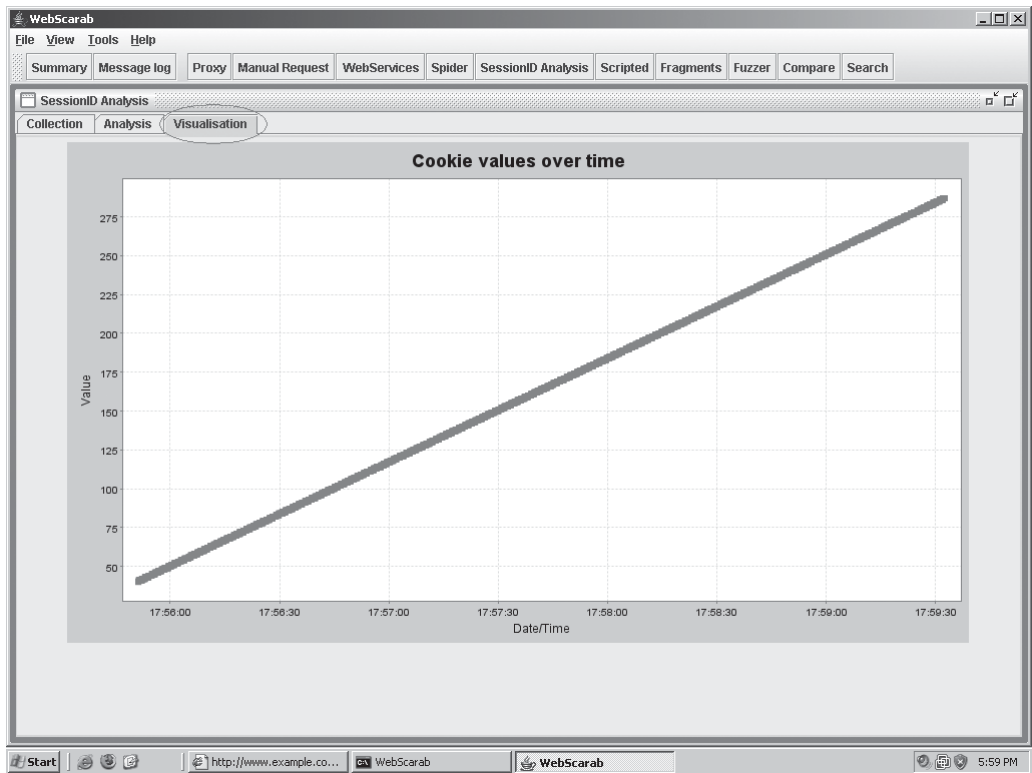 WebScarab
File View Tools Help
Summary Message log Proxy Manual Request WebServices Spider SessionID Analysis Scripted Fragments Fuzzer Compare Search
SessionID Analysis
Collection Analysis Visualisation
Cookie values over time
275
250
225
200
175
150
125
100
75
50
Value
17:56:00 17:56:30 17:57:00 17:57:30 17:58:00 17:58:30 17:59:00 17:59:30
Date/Time
Start http://www.example.co... WebScarab WebScarab 5:59 PM